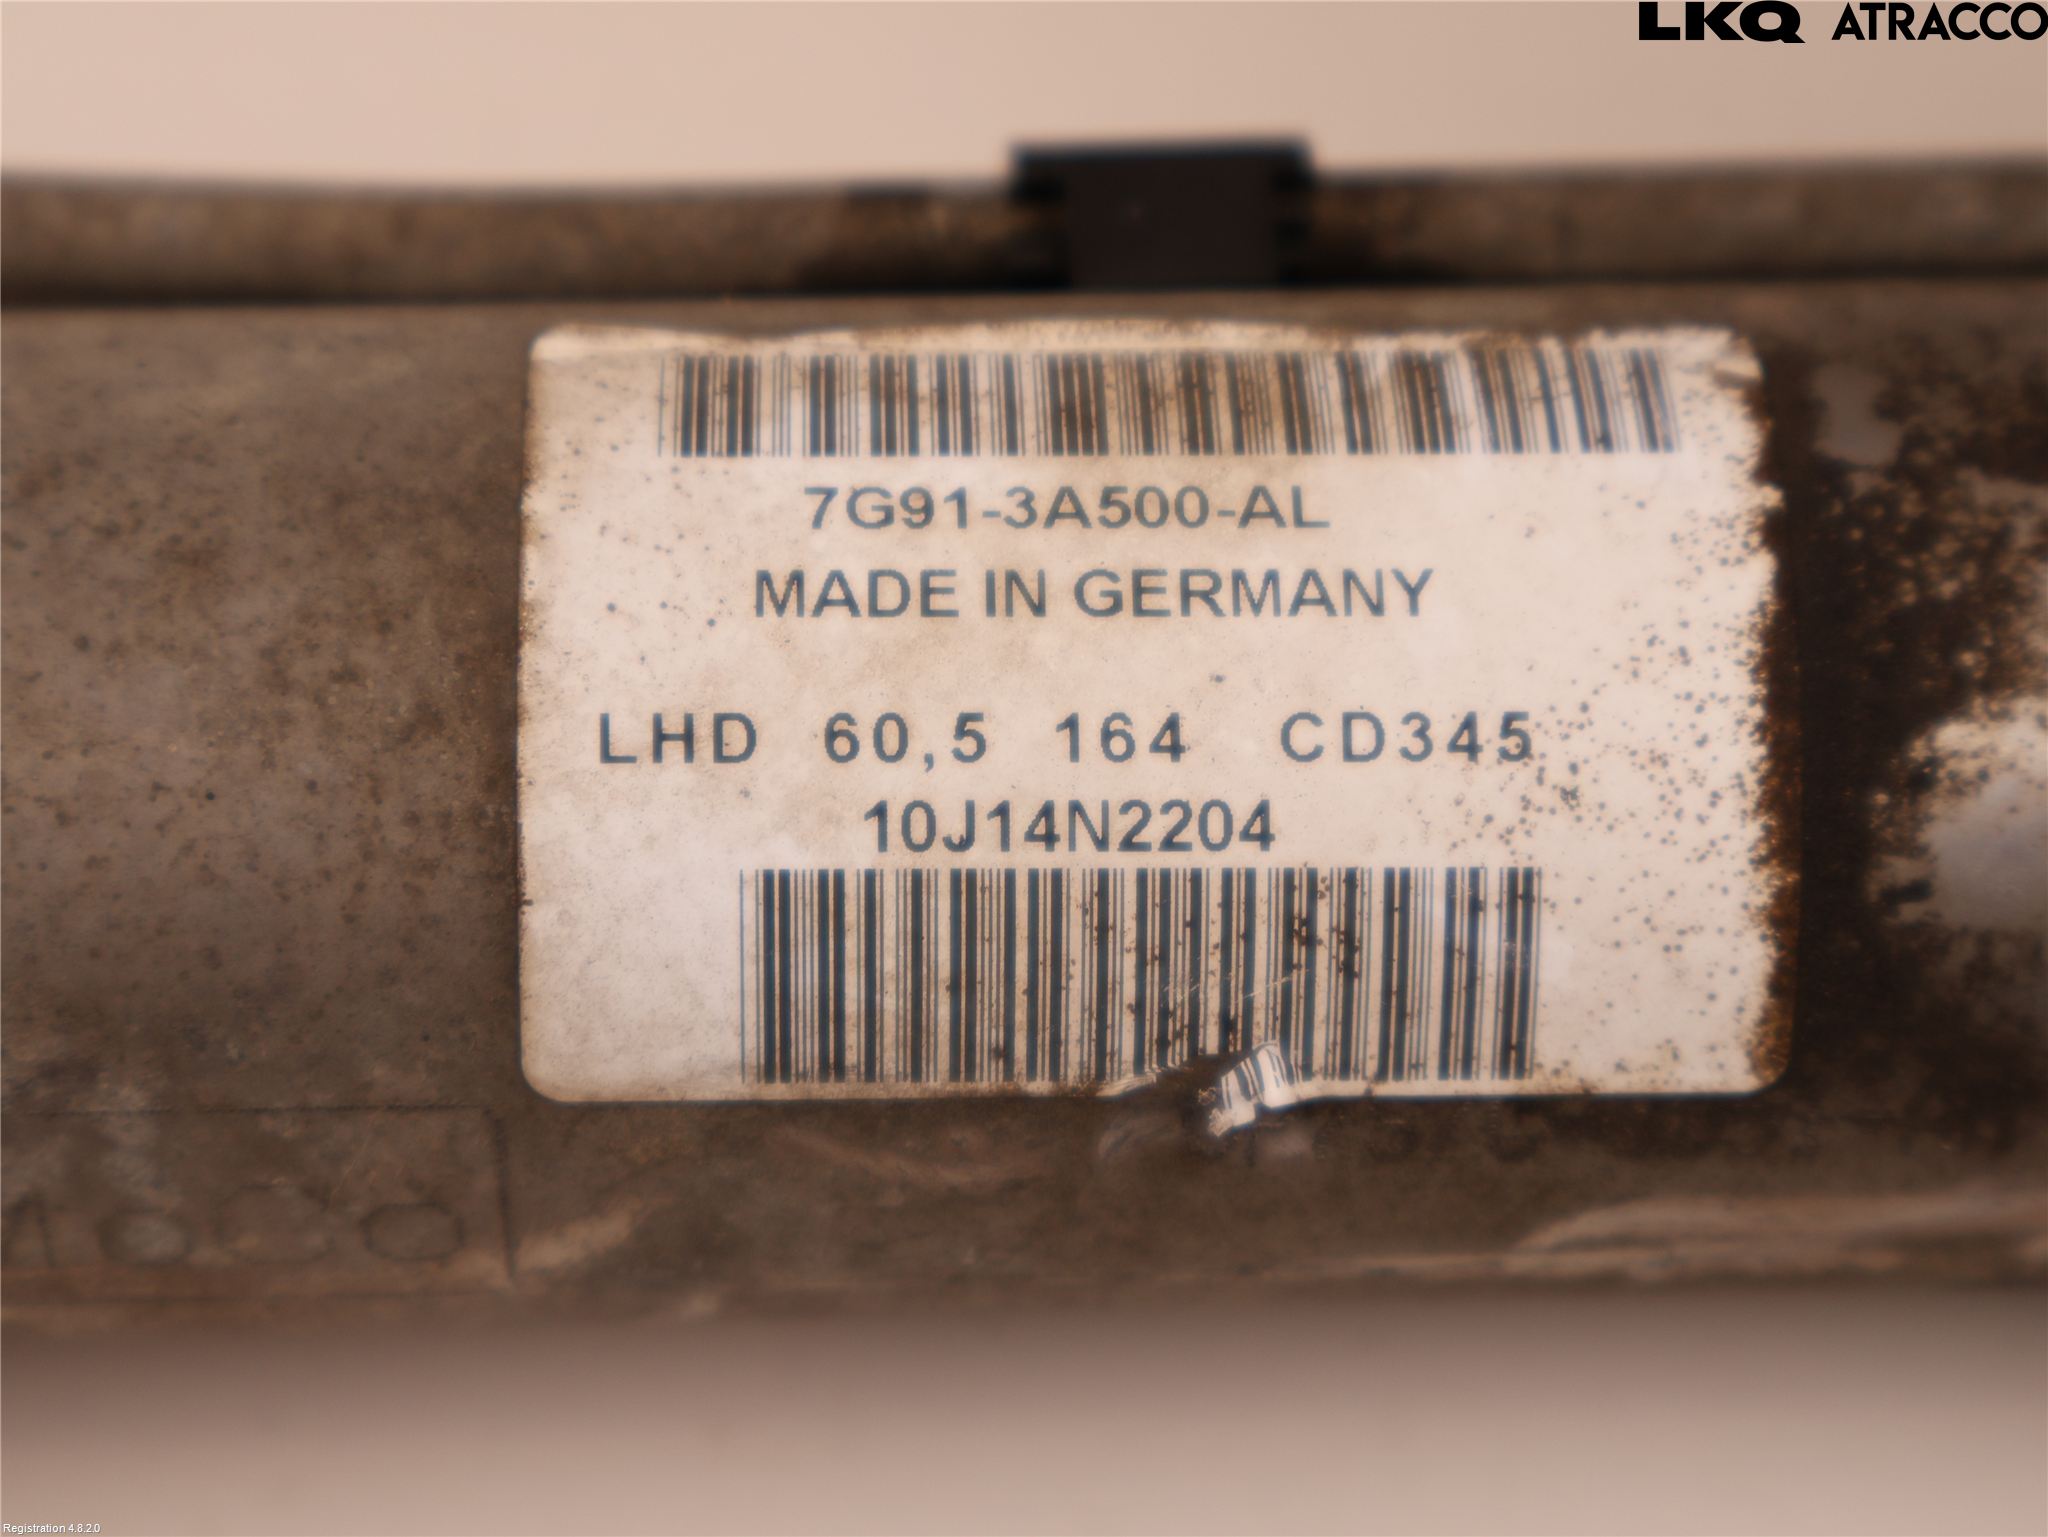 LKQ ATRACCO
7G91-3A500-AL
MADE IN GERMANY
LHD 60,5 164 CD345
10J14N2204
Registration 4.8.2.0